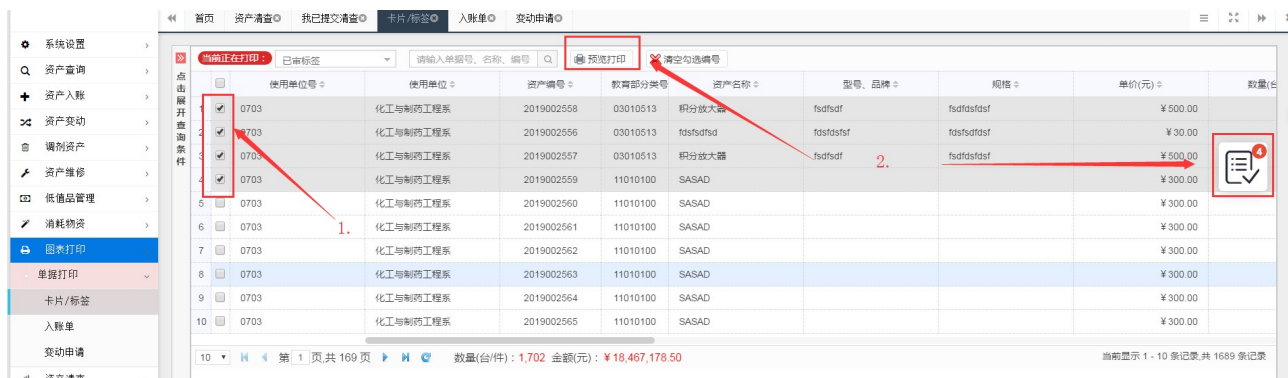 首页 资产清查 我已提交清查 卡片/标签 入账单 变动申请
系统设置
资产查询
资产入账
资产变动
调剂资产
资产维修
低值品管理
消耗物资
图表打印
单据打印
卡片/标签
入账单
变动申请
资产清查
点击展开查询条件
当前正在打印： 已审标签 请输入单据号、名称、编号 预览打印 清空勾选编号
使用单位号 使用单位 资产编号 教育部分类号 资产名称 型号、品牌 规格 单价(元) 数量(台
1 0703 化工与制药工程系 2019002558 03010513 积分放大器 fsdfsdf fsdfdsfdsf ¥500.00
2 0703 化工与制药工程系 2019002556 03010513 fdsfsdfsd fdsfdsfsf fdsfsdfdsf ¥30.00
3 0703 化工与制药工程系 2019002557 03010513 积分放大器 fsdfsdf fsdfdsfdsf ¥500.00
4 0703 化工与制药工程系 2019002559 11010100 SASAD ¥300.00
5 0703 化工与制药工程系 2019002560 11010100 SASAD ¥300.00
6 0703 化工与制药工程系 2019002561 11010100 SASAD ¥300.00
7 0703 化工与制药工程系 2019002562 11010100 SASAD ¥300.00
8 0703 化工与制药工程系 2019002563 11010100 SASAD ¥300.00
9 0703 化工与制药工程系 2019002564 11010100 SASAD ¥300.00
10 0703 化工与制药工程系 2019002565 11010100 SASAD ¥300.00
1.
2.
4
10 第 1 页,共 169 页 数量(台/件)：1,702 金额(元)：¥18,467,178.50 当前显示 1 - 10 条记录,共 1689 条记录